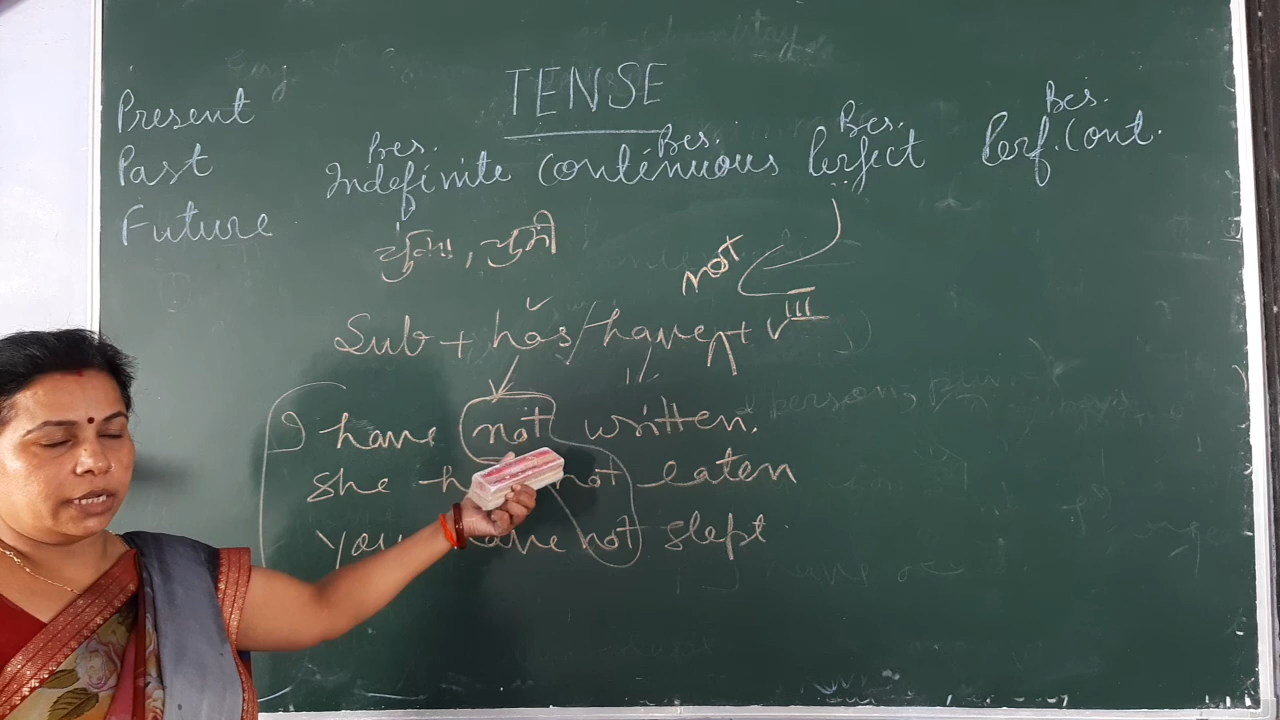 TENSE
Present
Past
Future
Pres. Pres. Pres. Pres.
Indefinite Continuous Perfect Perf. Cont.
चुका, चुकी
not
Sub + has/have + V III
I have not written.
She not eaten
You have not slept